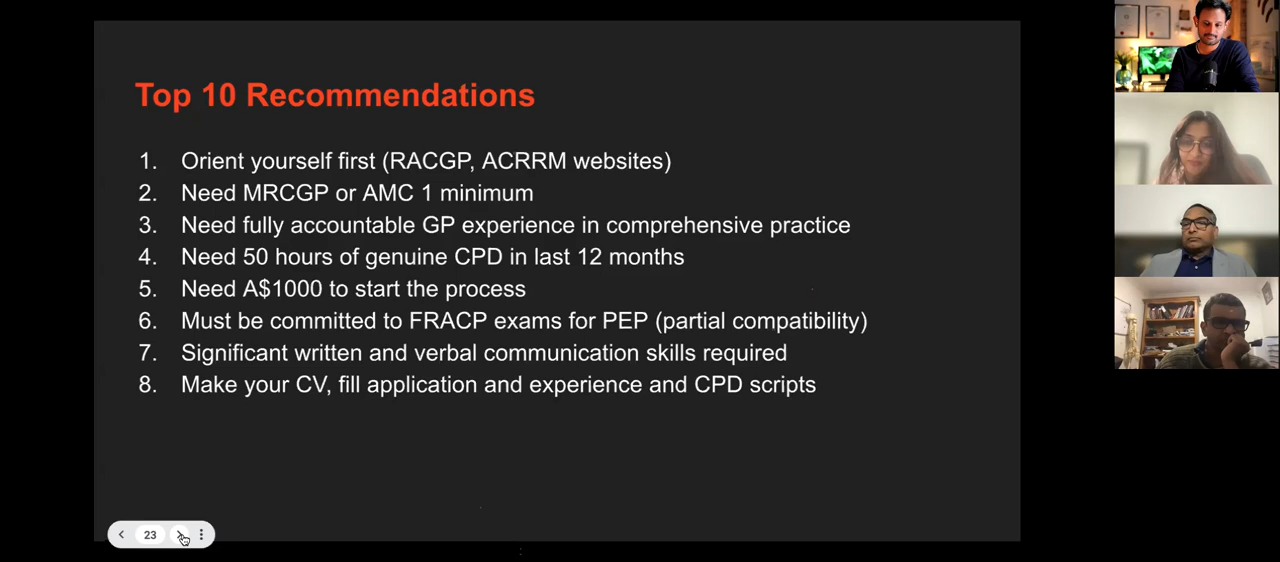 Top 10 Recommendations
1. Orient yourself first (RACGP, ACRRM websites)
2. Need MRCGP or AMC 1 minimum
3. Need fully accountable GP experience in comprehensive practice
4. Need 50 hours of genuine CPD in last 12 months
5. Need A$1000 to start the process
6. Must be committed to FRACP exams for PEP (partial compatibility)
7. Significant written and verbal communication skills required
8. Make your CV, fill application and experience and CPD scripts
23